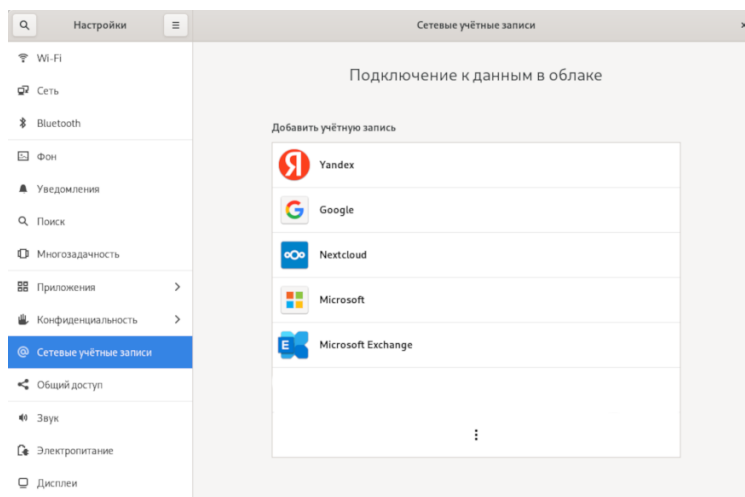 Настройки
Сетевые учётные записи
Wi-Fi
Сеть
Bluetooth
Фон
Уведомления
Поиск
Многозадачность
Приложения
Конфиденциальность
Сетевые учётные записи
Общий доступ
Звук
Электропитание
Дисплеи
Подключение к данным в облаке
Добавить учётную запись
Yandex
Google
Nextcloud
Microsoft
Microsoft Exchange